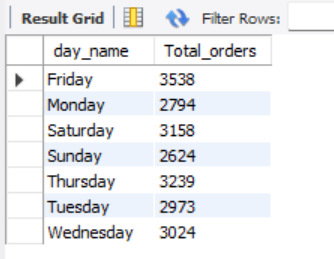 Result Grid Filter Rows:
day_name Total_orders
Friday 3538
Monday 2794
Saturday 3158
Sunday 2624
Thursday 3239
Tuesday 2973
Wednesday 3024